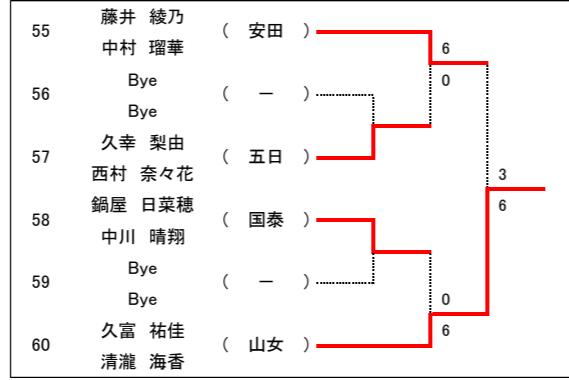 藤井 綾乃
55 ( 安田 )
中村 瑠華
6
0
Bye
56 ( ー )
Bye
久幸 梨由
57 ( 五日 )
西村 奈々花
3
6
鍋屋 日菜穂
58 ( 国泰 )
中川 晴翔
Bye
59 ( ー )
Bye
0
6
久富 祐佳
60 ( 山女 )
清瀧 海香